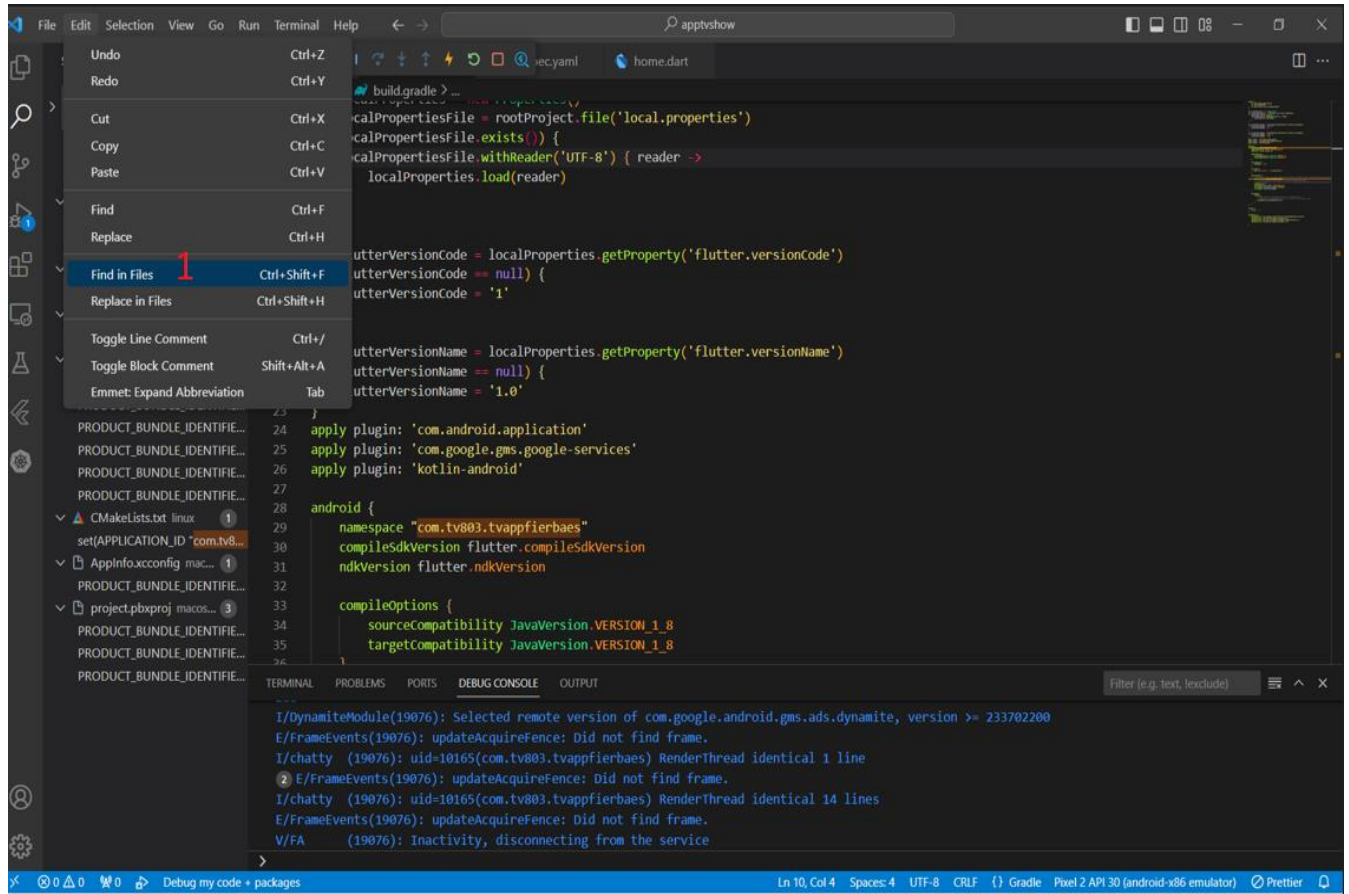 File Edit Selection View Go Run Terminal Help apptvshow
Undo Ctrl+Z
Redo Ctrl+Y
Cut Ctrl+X
Copy Ctrl+C
Paste Ctrl+V
Find Ctrl+F
Replace Ctrl+H
Find in Files 1 Ctrl+Shift+F
Replace in Files Ctrl+Shift+H
Toggle Line Comment Ctrl+/
Toggle Block Comment Shift+Alt+A
Emmet: Expand Abbreviation Tab
1
PRODUCT_BUNDLE_IDENTIFIE...
PRODUCT_BUNDLE_IDENTIFIE...
PRODUCT_BUNDLE_IDENTIFIE...
PRODUCT_BUNDLE_IDENTIFIE...
CMakeLists.txt linux 1
set(APPLICATION_ID "com.tv8...
AppInfo.xcconfig mac... 1
PRODUCT_BUNDLE_IDENTIFIE...
project.pbxproj macos... 3
PRODUCT_BUNDLE_IDENTIFIE...
PRODUCT_BUNDLE_IDENTIFIE...
PRODUCT_BUNDLE_IDENTIFIE...
ec.yaml home.dart
build.gradle > ...
calPropertiesFile = rootProject.file('local.properties')
calPropertiesFile.exists()) {
calPropertiesFile.withReader('UTF-8') { reader ->
localProperties.load(reader)
utterVersionCode = localProperties.getProperty('flutter.versionCode')
utterVersionCode == null) {
utterVersionCode = '1'
utterVersionName = localProperties.getProperty('flutter.versionName')
utterVersionName == null) {
utterVersionName = '1.0'
23 }
24 apply plugin: 'com.android.application'
25 apply plugin: 'com.google.gms.google-services'
26 apply plugin: 'kotlin-android'
27
28 android {
29 namespace "com.tv803.tvappfierbaes"
30 compileSdkVersion flutter.compileSdkVersion
31 ndkVersion flutter.ndkVersion
32
33 compileOptions {
34 sourceCompatibility JavaVersion.VERSION_1_8
35 targetCompatibility JavaVersion.VERSION_1_8
36 }
TERMINAL PROBLEMS PORTS DEBUG CONSOLE OUTPUT Filter (e.g. text, !exclude)
I/DynamiteModule(19076): Selected remote version of com.google.android.gms.ads.dynamite, version >= 233702200
E/FrameEvents(19076): updateAcquireFence: Did not find frame.
I/chatty (19076): uid=10165(com.tv803.tvappfierbaes) RenderThread identical 1 line
2 E/FrameEvents(19076): updateAcquireFence: Did not find frame.
I/chatty (19076): uid=10165(com.tv803.tvappfierbaes) RenderThread identical 14 lines
E/FrameEvents(19076): updateAcquireFence: Did not find frame.
V/FA (19076): Inactivity, disconnecting from the service
>
0 0 0 Debug my code + packages Ln 10, Col 4 Spaces: 4 UTF-8 CRLF {} Gradle Pixel 2 API 30 (android-x86 emulator) Prettier